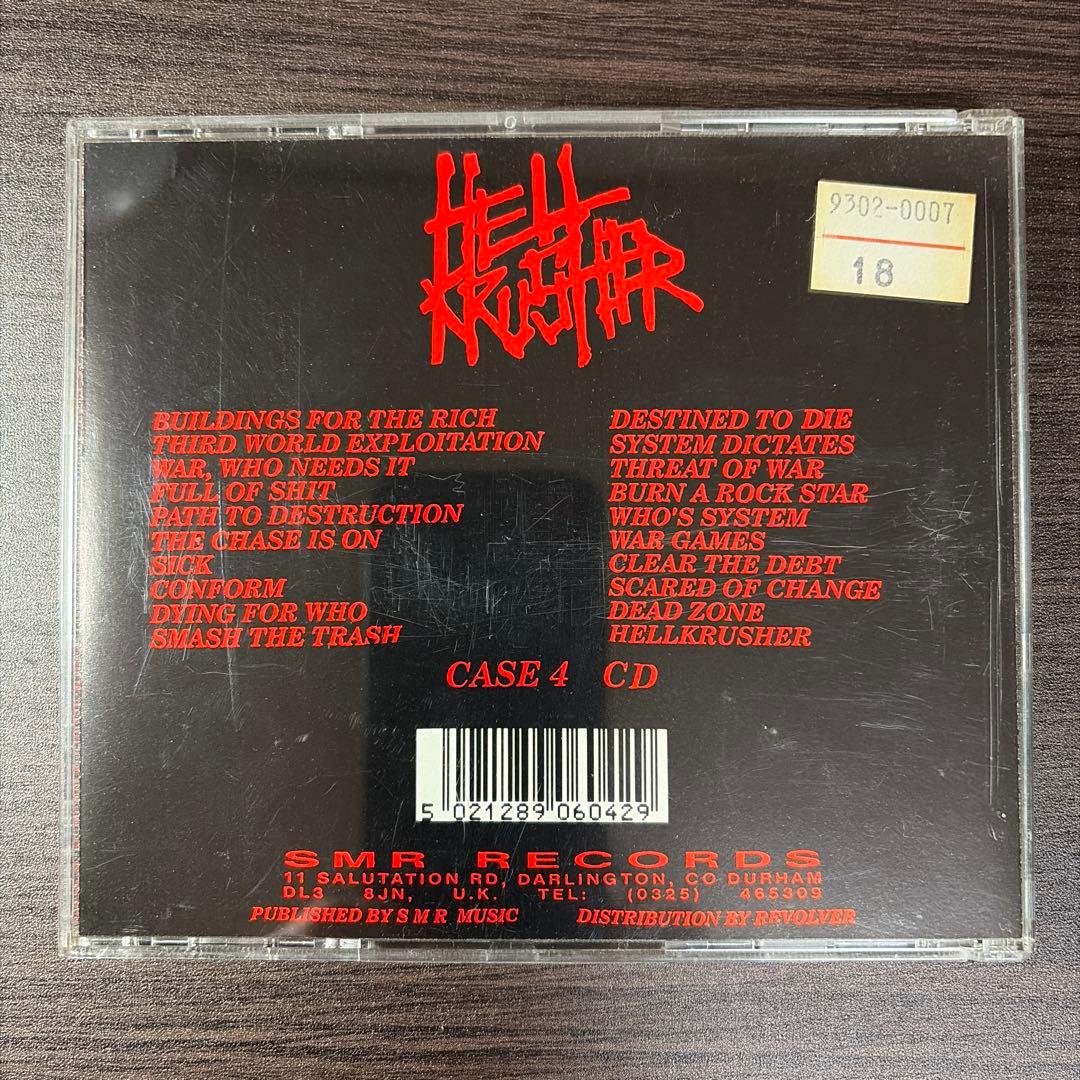 HELL
KRUSHER
9302-0007
18
BUILDINGS FOR THE RICH
THIRD WORLD EXPLOITATION
WAR, WHO NEEDS IT
FULL OF SHIT
PATH TO DESTRUCTION
THE CHASE IS ON
SICK
CONFORM
DYING FOR WHO
SMASH THE TRASH
DESTINED TO DIE
SYSTEM DICTATES
THREAT OF WAR
BURN A ROCK STAR
WHO'S SYSTEM
WAR GAMES
CLEAR THE DEBT
SCARED OF CHANGE
DEAD ZONE
HELLKRUSHER
CASE 4 CD
5 021289 060429
SMR RECORDS
11 SALUTATION RD, DARLINGTON, CO DURHAM
DL3 8JN, U.K. TEL: (0325) 465309
PUBLISHED BY S M R MUSIC DISTRIBUTION BY REVOLVER